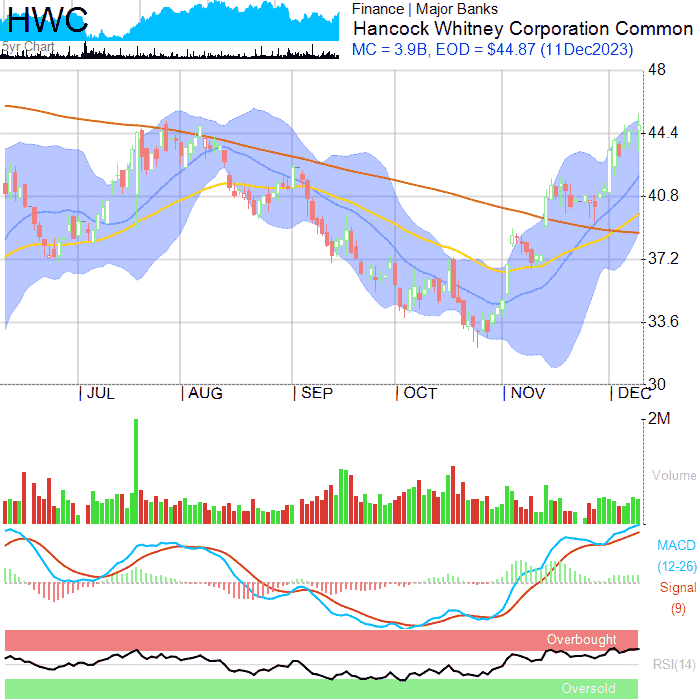 HWC
5yr Chart
Finance | Major Banks
Hancock Whitney Corporation Common
MC = 3.9B, EOD = $44.87 (11Dec2023)
48
44.4
40.8
37.2
33.6
30
JUL AUG SEP OCT NOV DEC
2M
Volume
MACD
(12-26)
Signal
(9)
Overbought
RSI(14)
Oversold